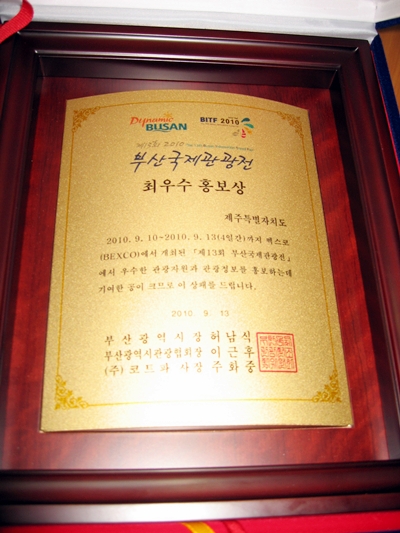 Dynamic BUSAN
BITF 2010
부산국제관광전
최우수 홍보상
제주특별자치도
2010. 9. 10~2010. 9. 13(4일간)까지 벡스코
(BEXCO)에서 개최된 「제13회 부산국제관광전」
에서 우수한 관광자원과 관광정보를 홍보하는데
기여한 공이 크므로 이 상패를 드립니다.
2010 . 9 . 13
부산광역시장 허남식
부산광역시관광협회장 이근후
(주) 코트파 사장 주화중